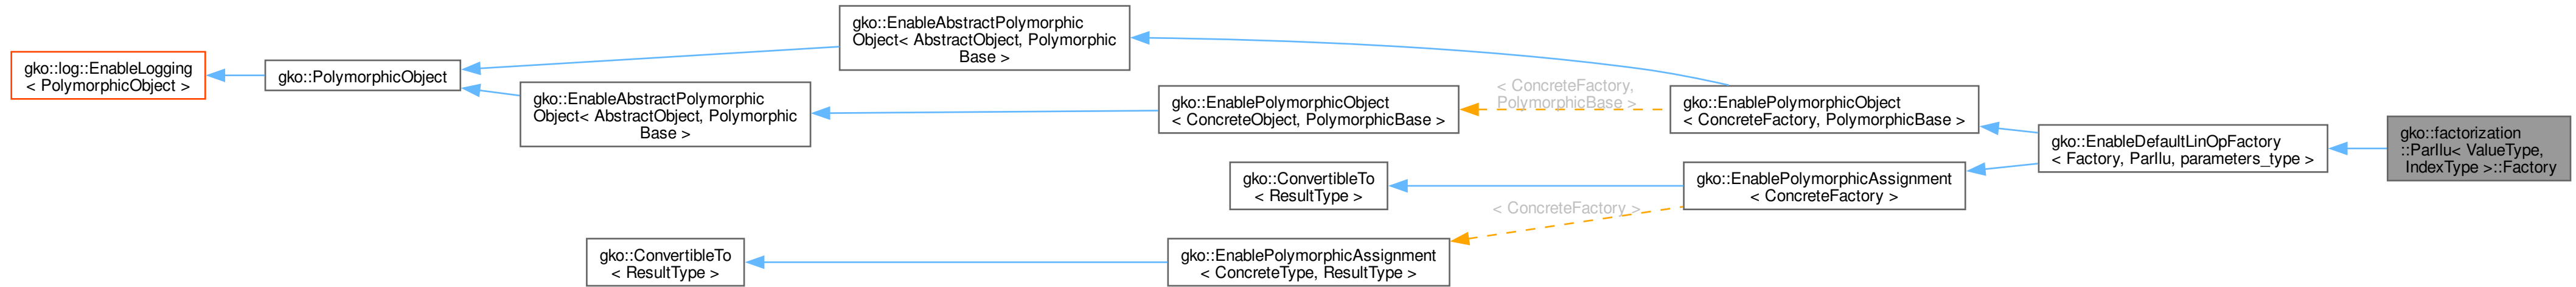 gko::log::EnableLogging
< PolymorphicObject >
gko::PolymorphicObject
gko::EnableAbstractPolymorphic
Object< AbstractObject, Polymorphic
Base >
gko::EnableAbstractPolymorphic
Object< AbstractObject, Polymorphic
Base >
gko::EnablePolymorphicObject
< ConcreteObject, PolymorphicBase >
< ConcreteFactory,
PolymorphicBase >
gko::EnablePolymorphicObject
< ConcreteFactory, PolymorphicBase >
gko::ConvertibleTo
< ResultType >
gko::EnablePolymorphicAssignment
< ConcreteFactory >
< ConcreteFactory >
gko::ConvertibleTo
< ResultType >
gko::EnablePolymorphicAssignment
< ConcreteType, ResultType >
gko::EnableDefaultLinOpFactory
< Factory, ParIlu, parameters_type >
gko::factorization
::ParIlu< ValueType,
IndexType >::Factory